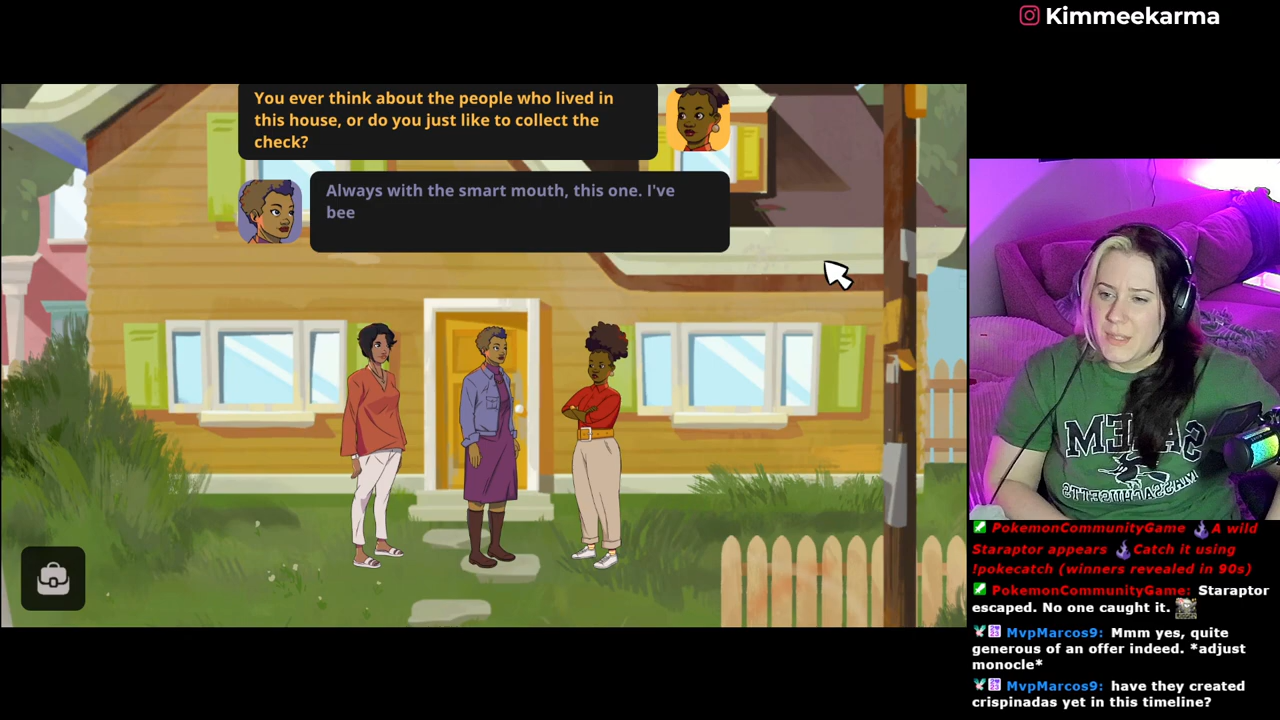 Kimmeekarma
You ever think about the people who lived in
this house, or do you just like to collect the
check?
Always with the smart mouth, this one. I've
bee
SALEM
MASSACHUSETTS
PokemonCommunityGame A wild
Staraptor appears Catch it using
!pokecatch (winners revealed in 90s)
PokemonCommunityGame: Staraptor
escaped. No one caught it.
MvpMarcos9: Mmm yes, quite
generous of an offer indeed. *adjust
monocle*
MvpMarcos9: have they created
crispinadas yet in this timeline?